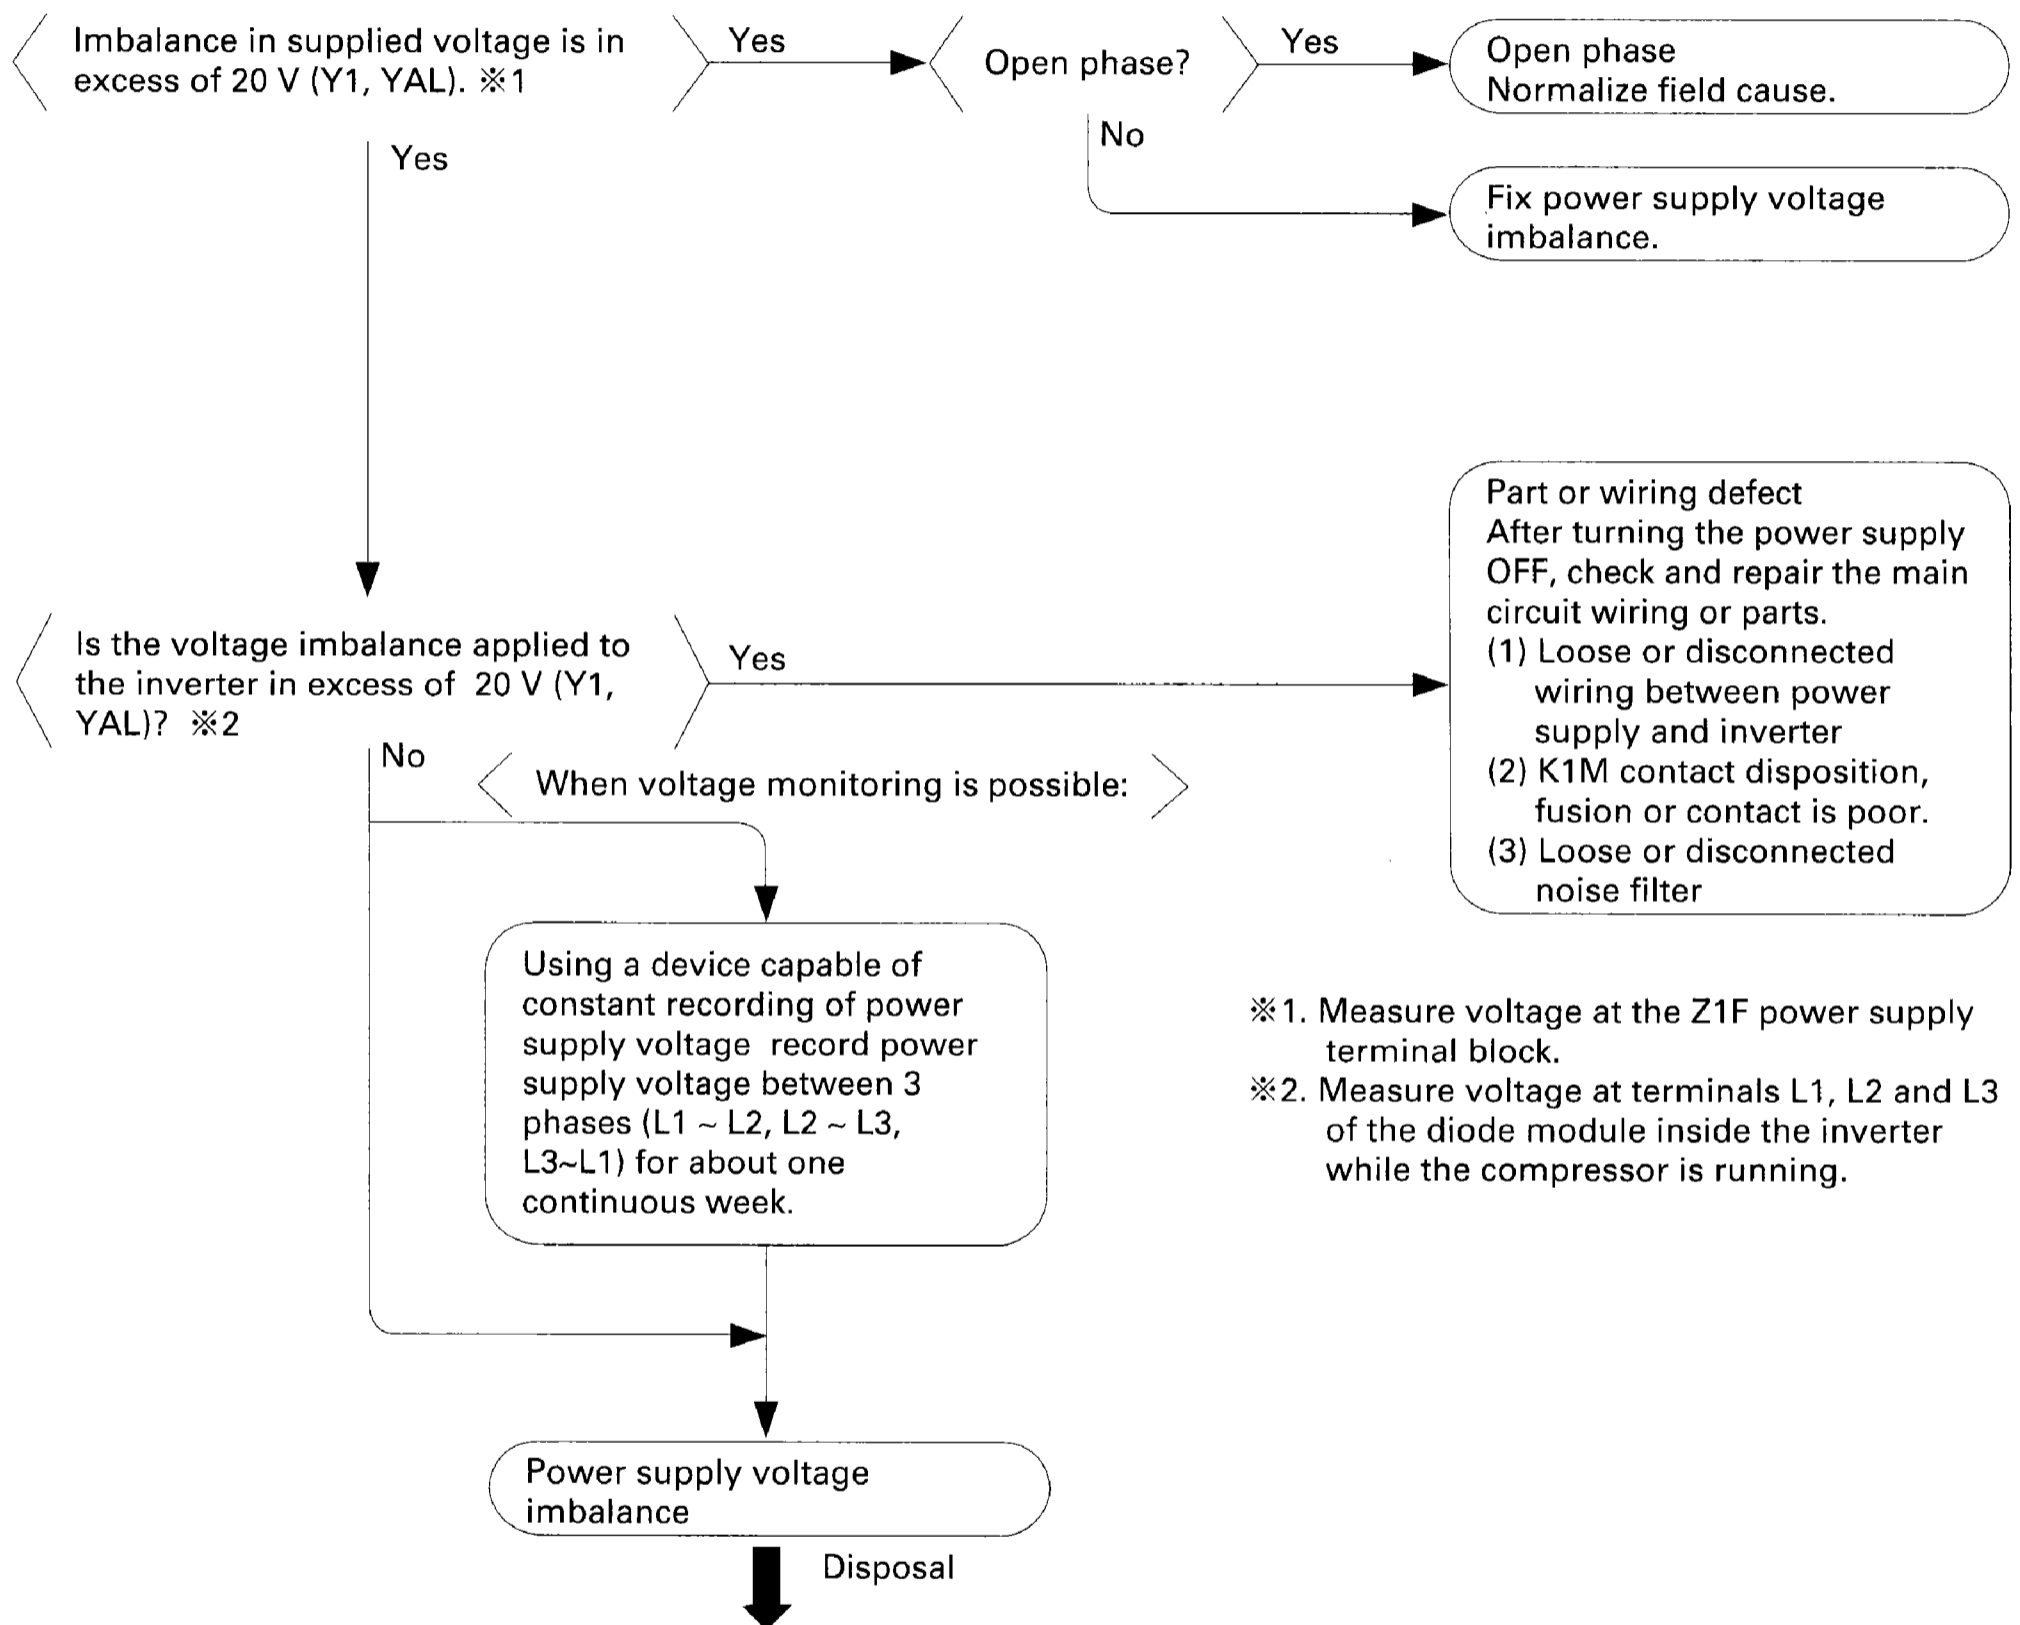 Imbalance in supplied voltage is in
excess of 20 V (Y1, YAL). ※1
Yes
Open phase?
Yes
Open phase
Normalize field cause.
No
Fix power supply voltage
imbalance.
Yes
Is the voltage imbalance applied to
the inverter in excess of 20 V (Y1,
YAL)? ※2
Yes
Part or wiring defect
After turning the power supply
OFF, check and repair the main
circuit wiring or parts.
(1) Loose or disconnected
wiring between power
supply and inverter
(2) K1M contact disposition,
fusion or contact is poor.
(3) Loose or disconnected
noise filter
No
When voltage monitoring is possible:
Using a device capable of
constant recording of power
supply voltage record power
supply voltage between 3
phases (L1 ~ L2, L2 ~ L3,
L3~L1) for about one
continuous week.
※1. Measure voltage at the Z1F power supply
terminal block.
※2. Measure voltage at terminals L1, L2 and L3
of the diode module inside the inverter
while the compressor is running.
Power supply voltage
imbalance
Disposal